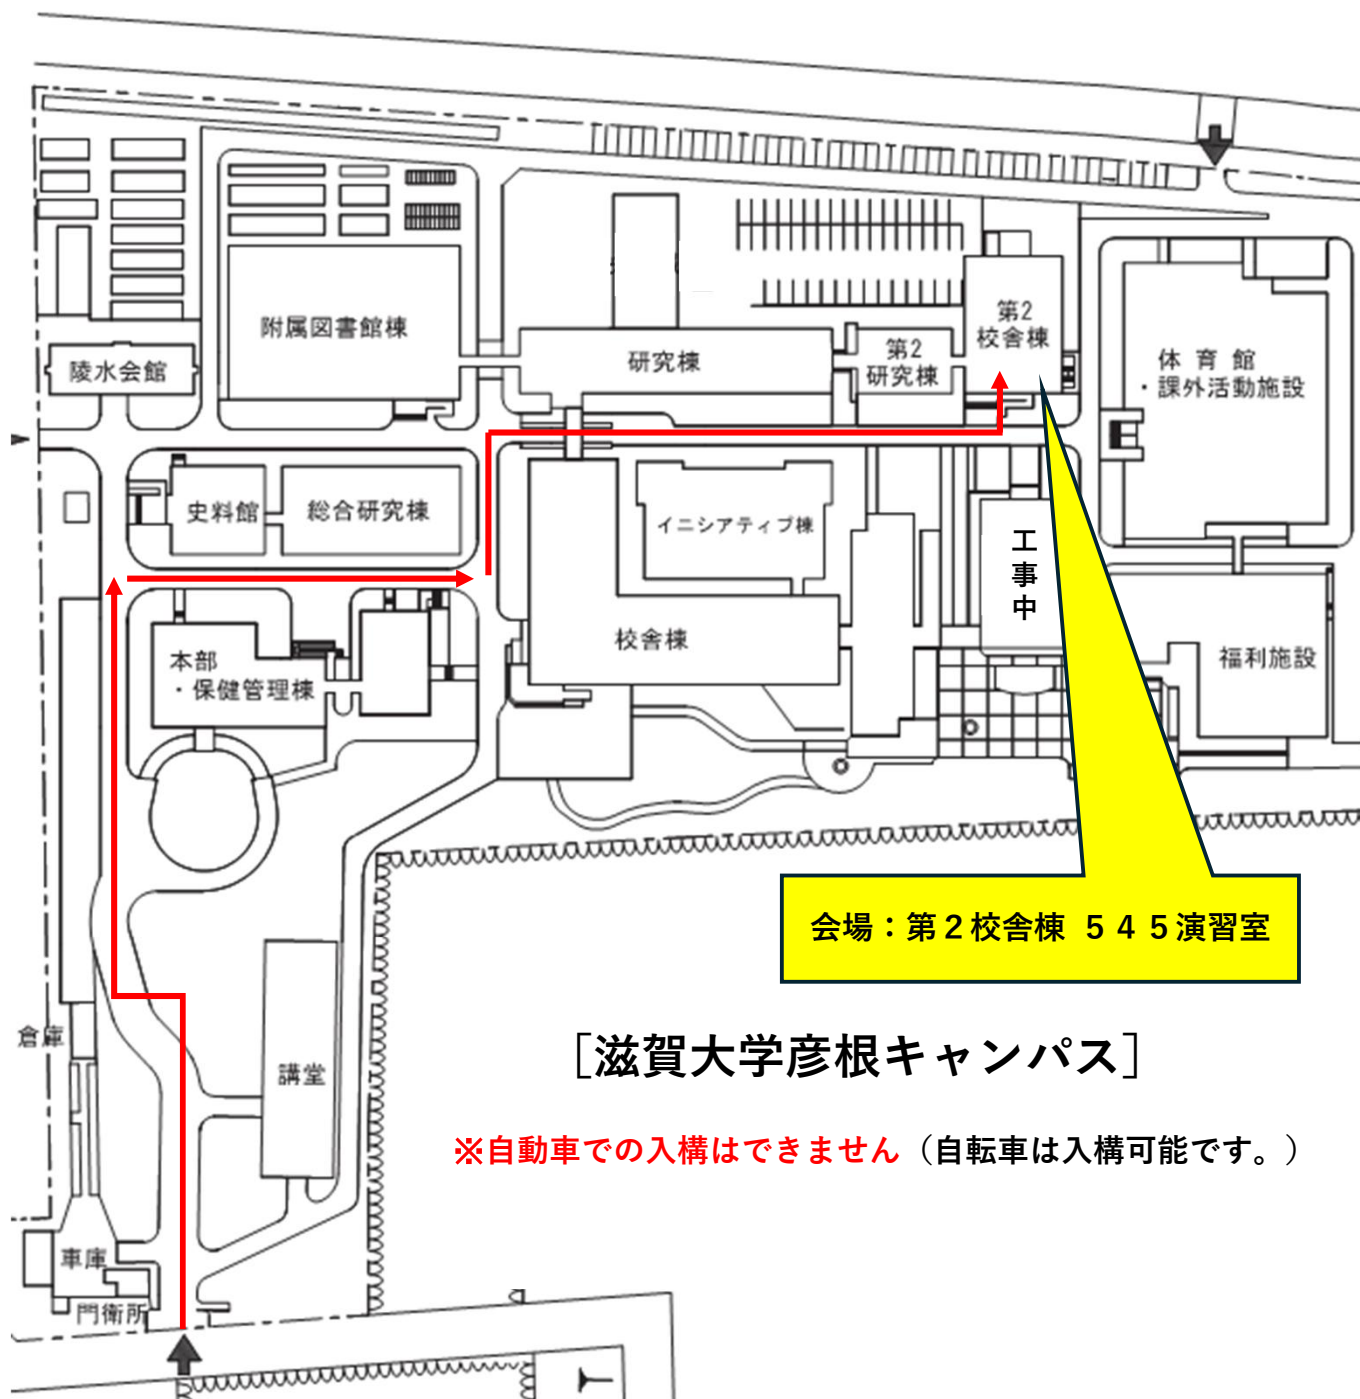 附属図書館棟
陵水会館
研究棟
第2
研究棟
第2
校舎棟
体 育 館
・課外活動施設
史料館
総合研究棟
イニシアティブ棟
工
事
中
校舎棟
本部
・保健管理棟
福利施設
会場：第２校舎棟 ５４５演習室
倉庫
講堂
［滋賀大学彦根キャンパス］
※自動車での入構はできません（自転車は入構可能です。）
車庫
門衛所